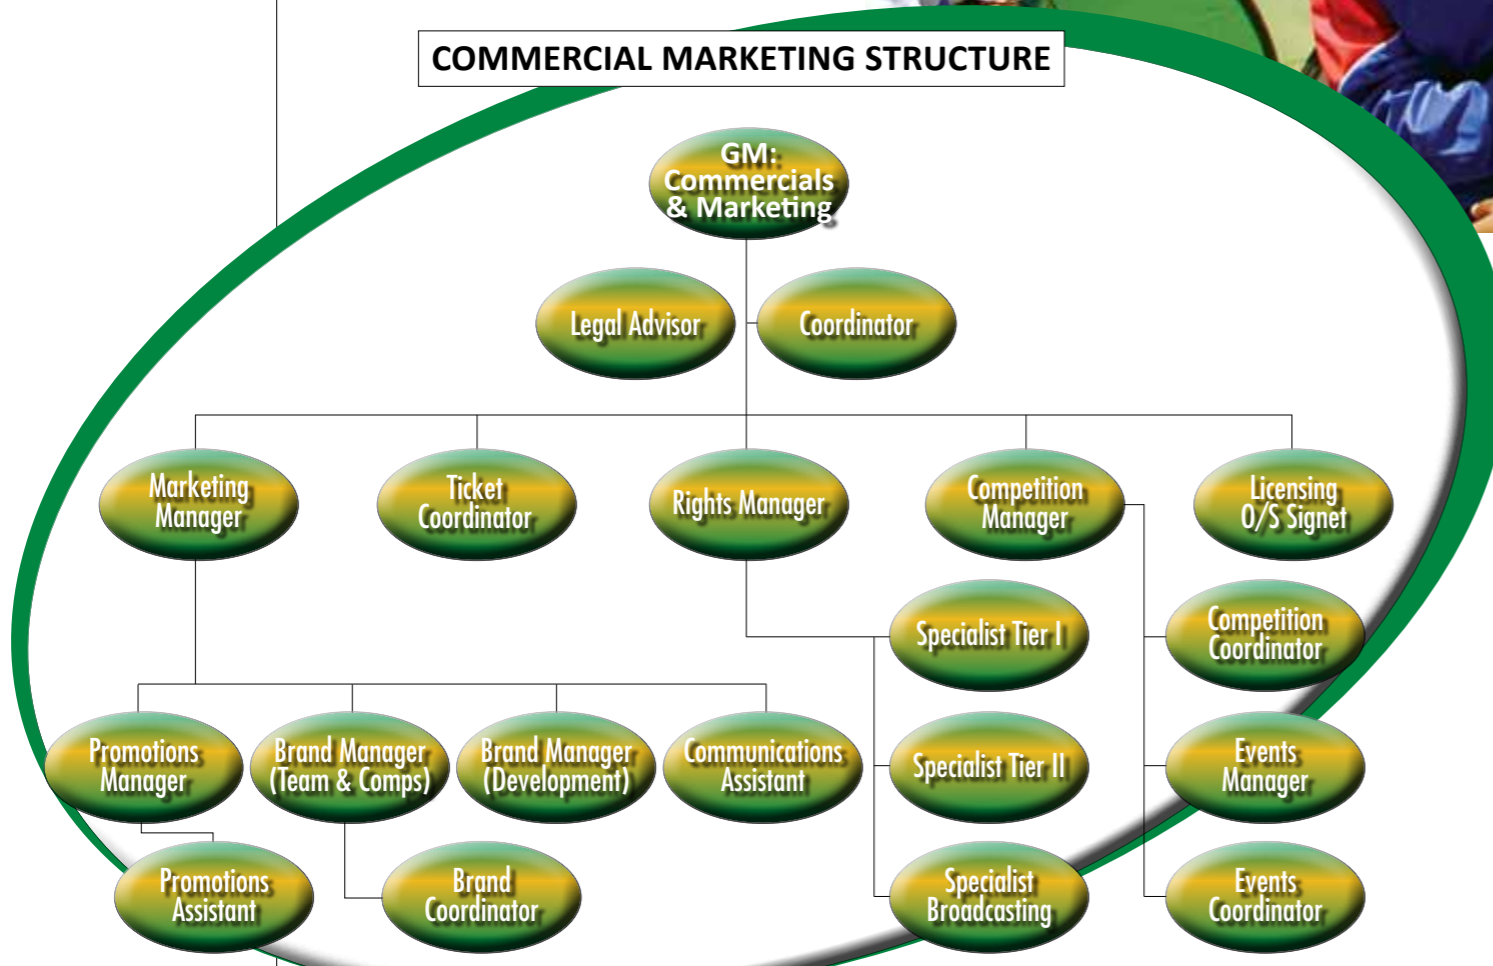 COMMERCIAL MARKETING STRUCTURE
GM:
Commercials
& Marketing
Legal Advisor
Coordinator
Marketing
Manager
Ticket
Coordinator
Rights Manager
Competition
Manager
Licensing
O/S Signet
Specialist Tier I
Competition
Coordinator
Promotions
Manager
Brand Manager
(Team & Comps)
Brand Manager
(Development)
Communications
Assistant
Specialist Tier II
Events
Manager
Promotions
Assistant
Brand
Coordinator
Specialist
Broadcasting
Events
Coordinator